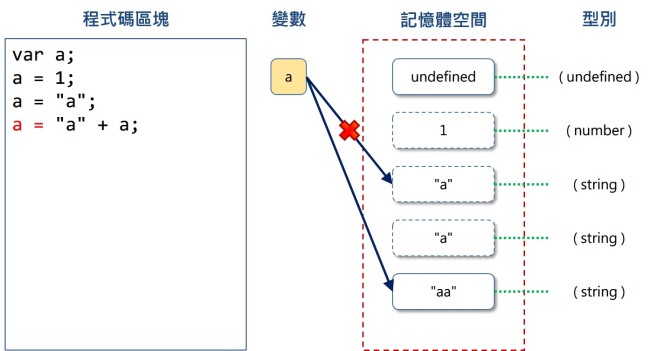 程式碼區塊 變數 記憶體空間 型別
var a;
a = 1;
a = "a";
a = "a" + a;
a
undefined (undefined)
1 (number)
"a" (string)
"a" (string)
"aa" (string)